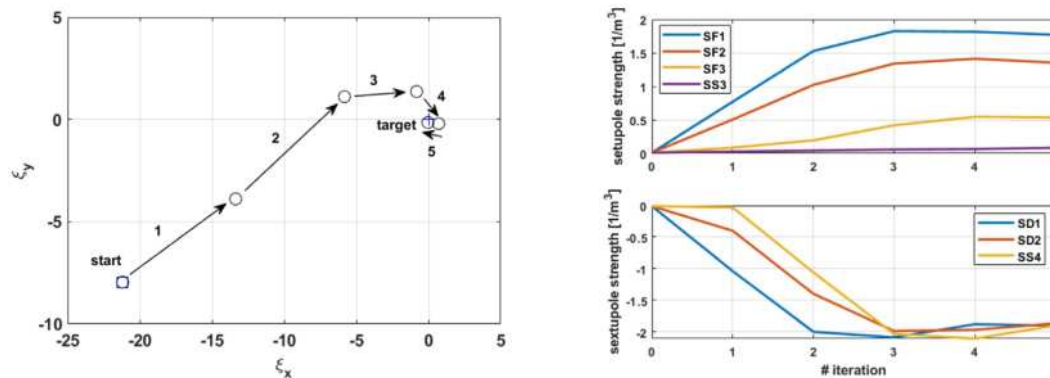 5
0
-5
-10
ξy
-25
-20
-15
-10
-5
0
5
ξx
start
1
2
3
4
5
target
setupole strength [1/m³]
2
1.5
1
0.5
0
0
1
2
3
4
SF1
SF2
SF3
SS3
sextupole strength [1/m³]
0
-0.5
-1
-1.5
-2
0
1
2
3
4
# iteration
SD1
SD2
SS4